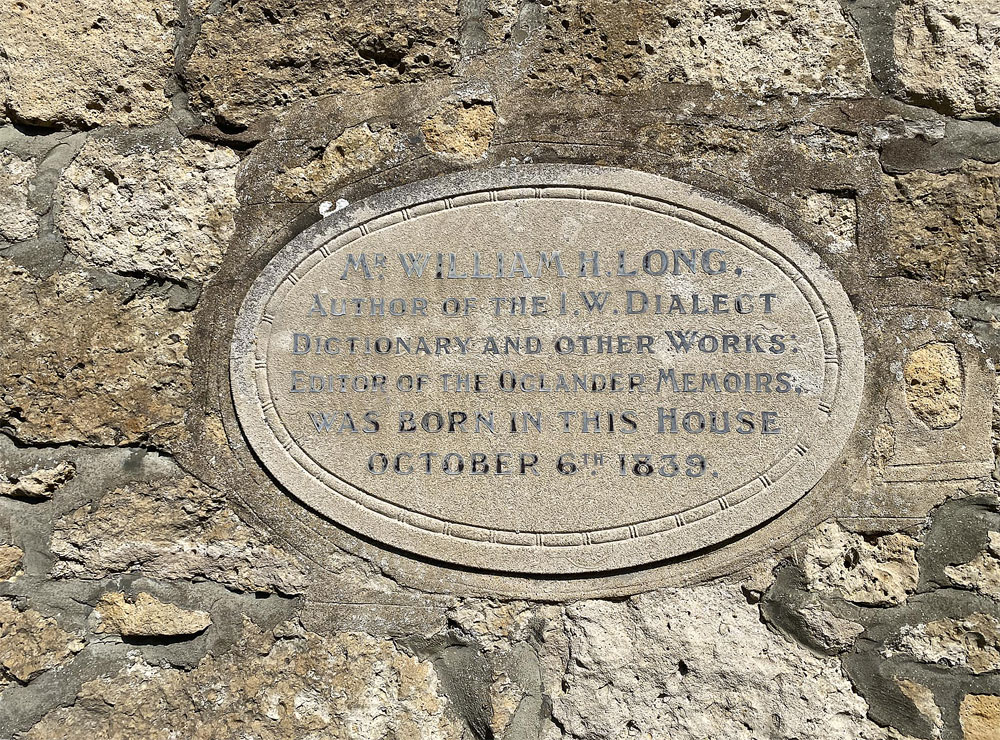 Mʀ. WILLIAM H. LONG,
AUTHOR OF THE I.W. DIALECT
DICTIONARY AND OTHER WORKS:
EDITOR OF THE OGLANDER MEMOIRS,
WAS BORN IN THIS HOUSE
OCTOBER 6TH 1839.